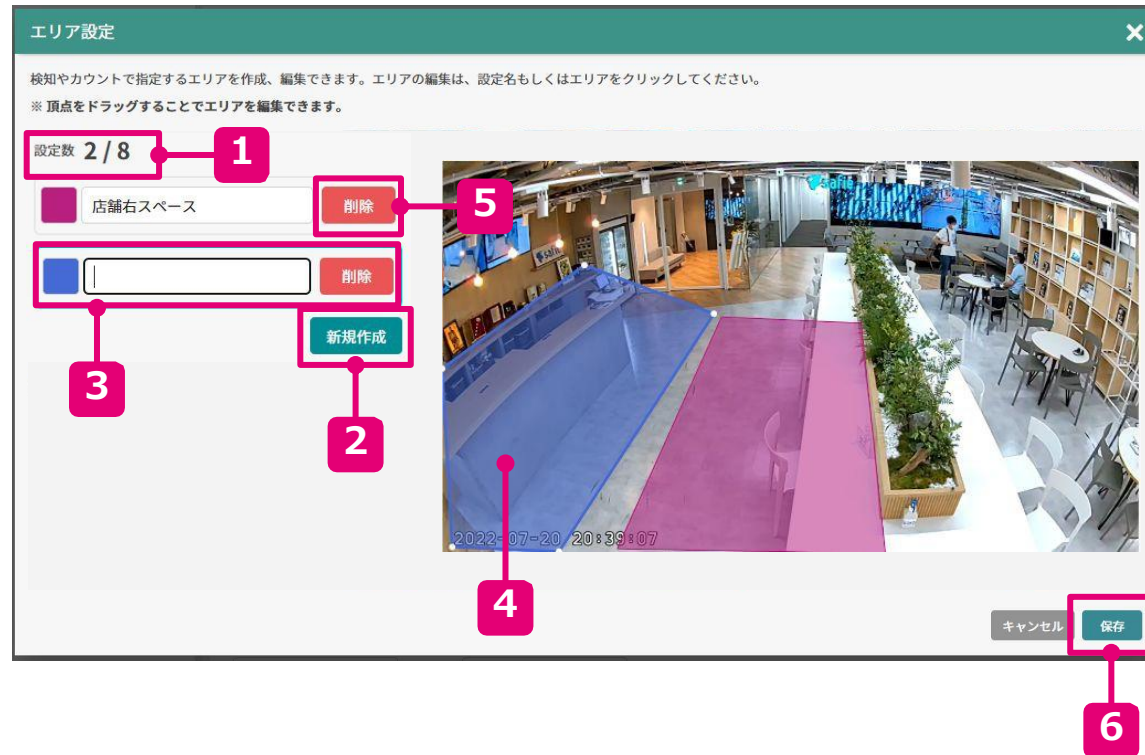 エリア設定
検知やカウントで指定するエリアを作成、編集できます。エリアの編集は、設定名もしくはエリアをクリックしてください。
※ 頂点をドラッグすることでエリアを編集できます。
設定数 2 / 8
1
店舗右スペース
削除
5
削除
3
新規作成
2
safie
Safie
2022-07-20 20:39:07
4
キャンセル
保存
6